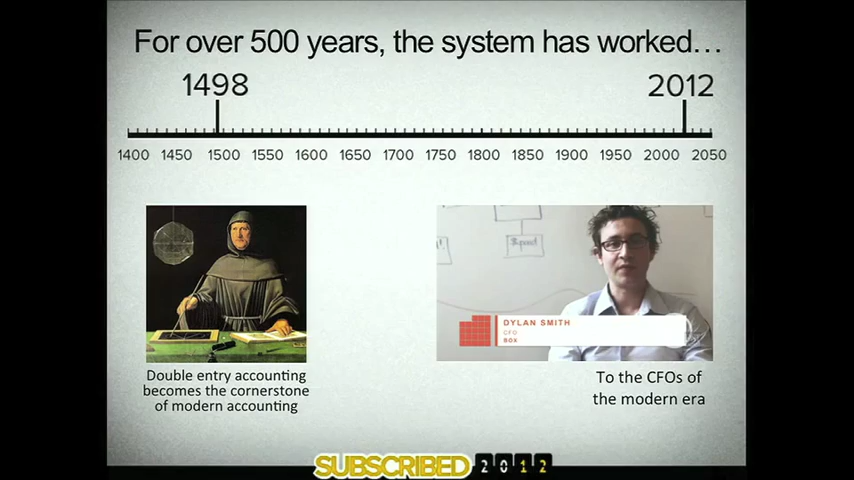 For over 500 years, the system has worked...
1498
2012
1400 1450 1500 1550 1600 1650 1700 1750 1800 1850 1900 1950 2000 2050
DYLAN SMITH
CFO
BOX
Double entry accounting
becomes the cornerstone
of modern accounting
To the CFOs of
the modern era
SUBSCRIBED 2012